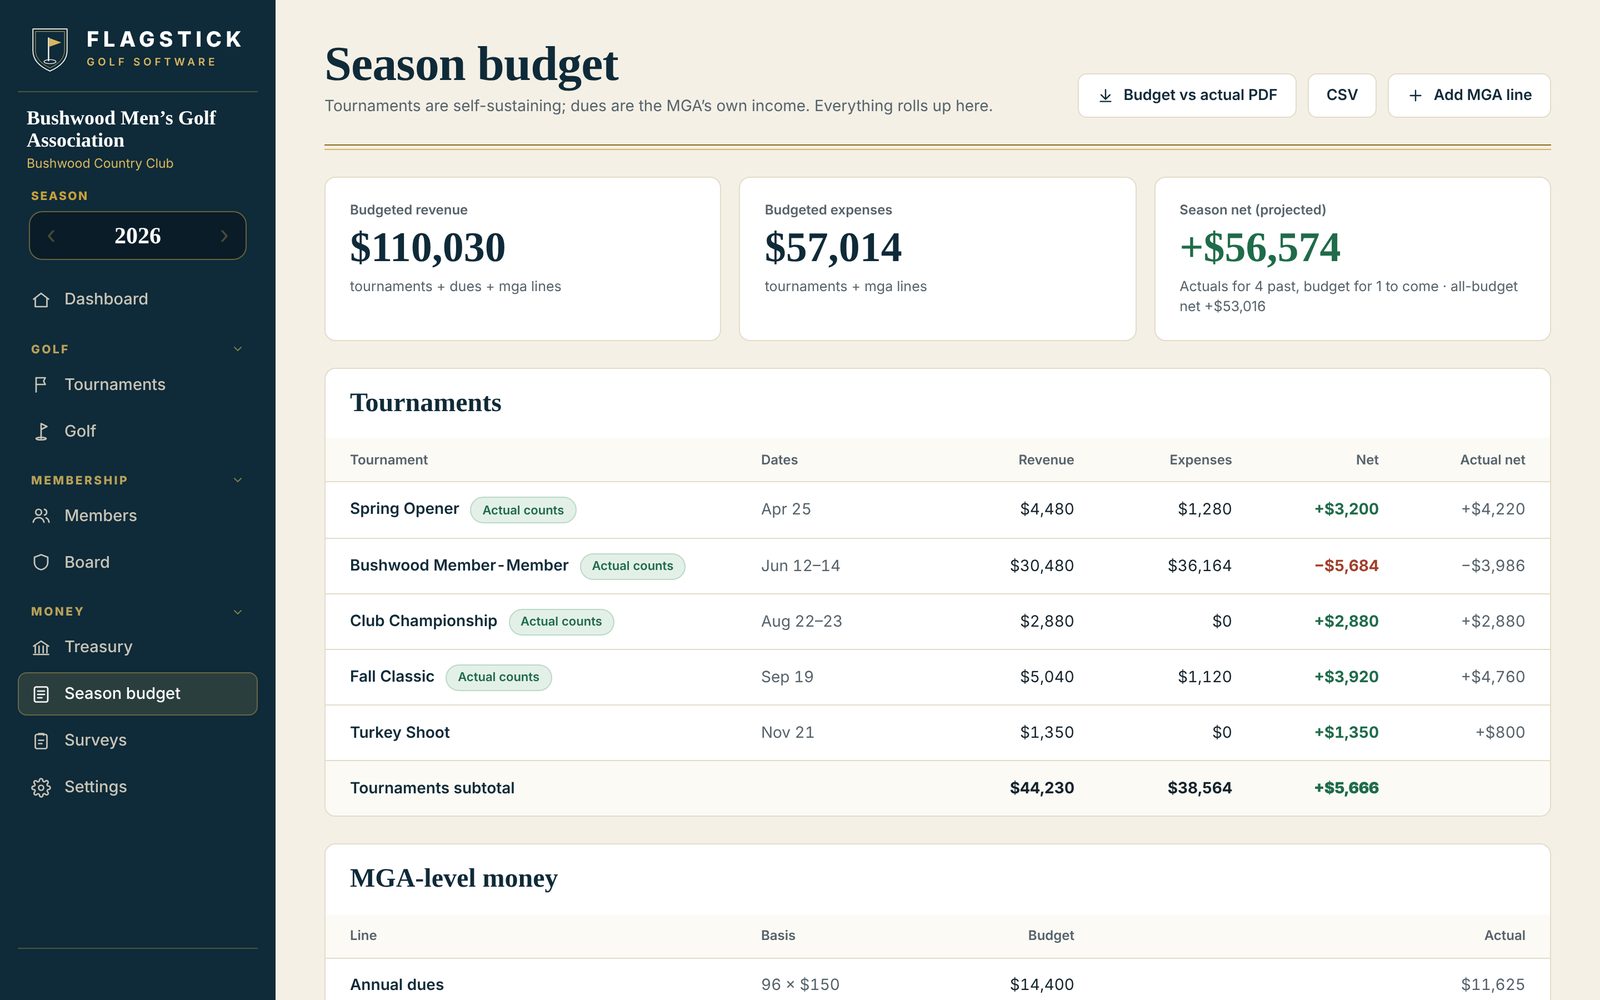 FLAGSTICK
GOLF SOFTWARE
Bushwood Men’s Golf
Association
Bushwood Country Club
SEASON
2026
Dashboard
GOLF
Tournaments
Golf
MEMBERSHIP
Members
Board
MONEY
Treasury
Season budget
Surveys
Settings
Season budget
Tournaments are self-sustaining; dues are the MGA’s own income. Everything rolls up here.
Budget vs actual PDF
CSV
Add MGA line
Budgeted revenue
$110,030
tournaments + dues + mga lines
Budgeted expenses
$57,014
tournaments + mga lines
Season net (projected)
+$56,574
Actuals for 4 past, budget for 1 to come · all-budget
net +$53,016
Tournaments
Tournament Dates Revenue Expenses Net Actual net
Spring Opener Actual counts Apr 25 $4,480 $1,280 +$3,200 +$4,220
Bushwood Member-Member Actual counts Jun 12–14 $30,480 $36,164 −$5,684 −$3,986
Club Championship Actual counts Aug 22–23 $2,880 $0 +$2,880 +$2,880
Fall Classic Actual counts Sep 19 $5,040 $1,120 +$3,920 +$4,760
Turkey Shoot Nov 21 $1,350 $0 +$1,350 +$800
Tournaments subtotal $44,230 $38,564 +$5,666
MGA-level money
Line Basis Budget Actual
Annual dues 96 × $150 $14,400 $11,625